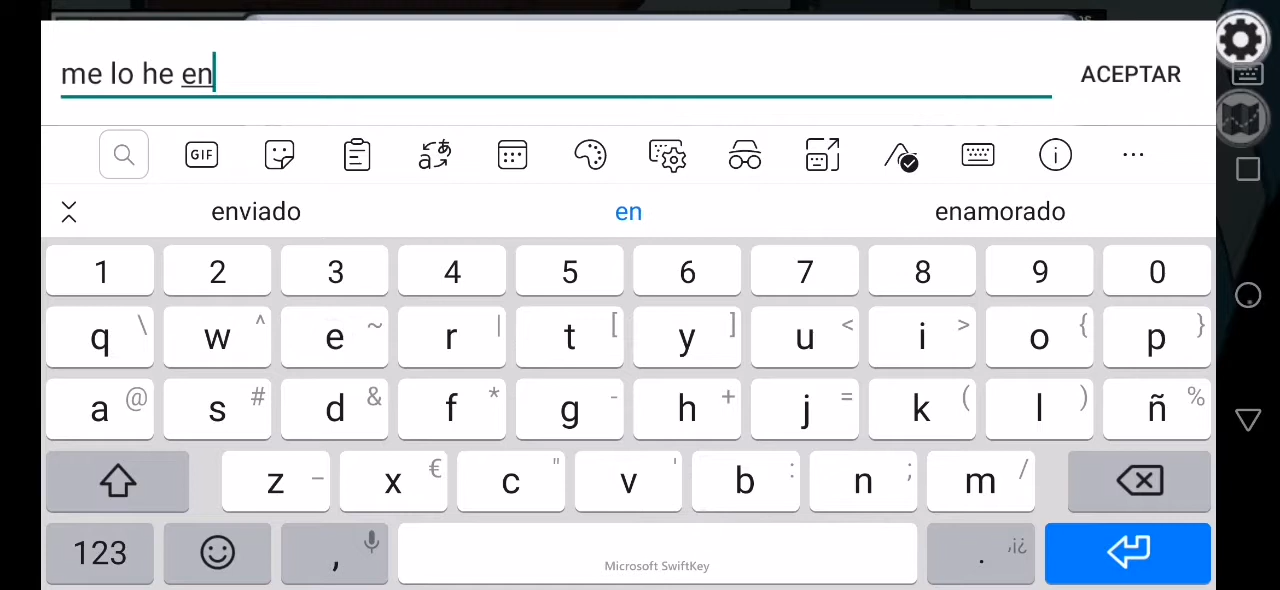 me lo he en
ACEPTAR
GIF
enviado en enamorado
1 2 3 4 5 6 7 8 9 0
q \ w ^ e ~ r | t [ y ] u < i > o { p }
a @ s # d & f * g - h + j = k ( l ) ñ %
z _ x € c " v ' b : n ; m /
123 , Microsoft SwiftKey . ,i¿